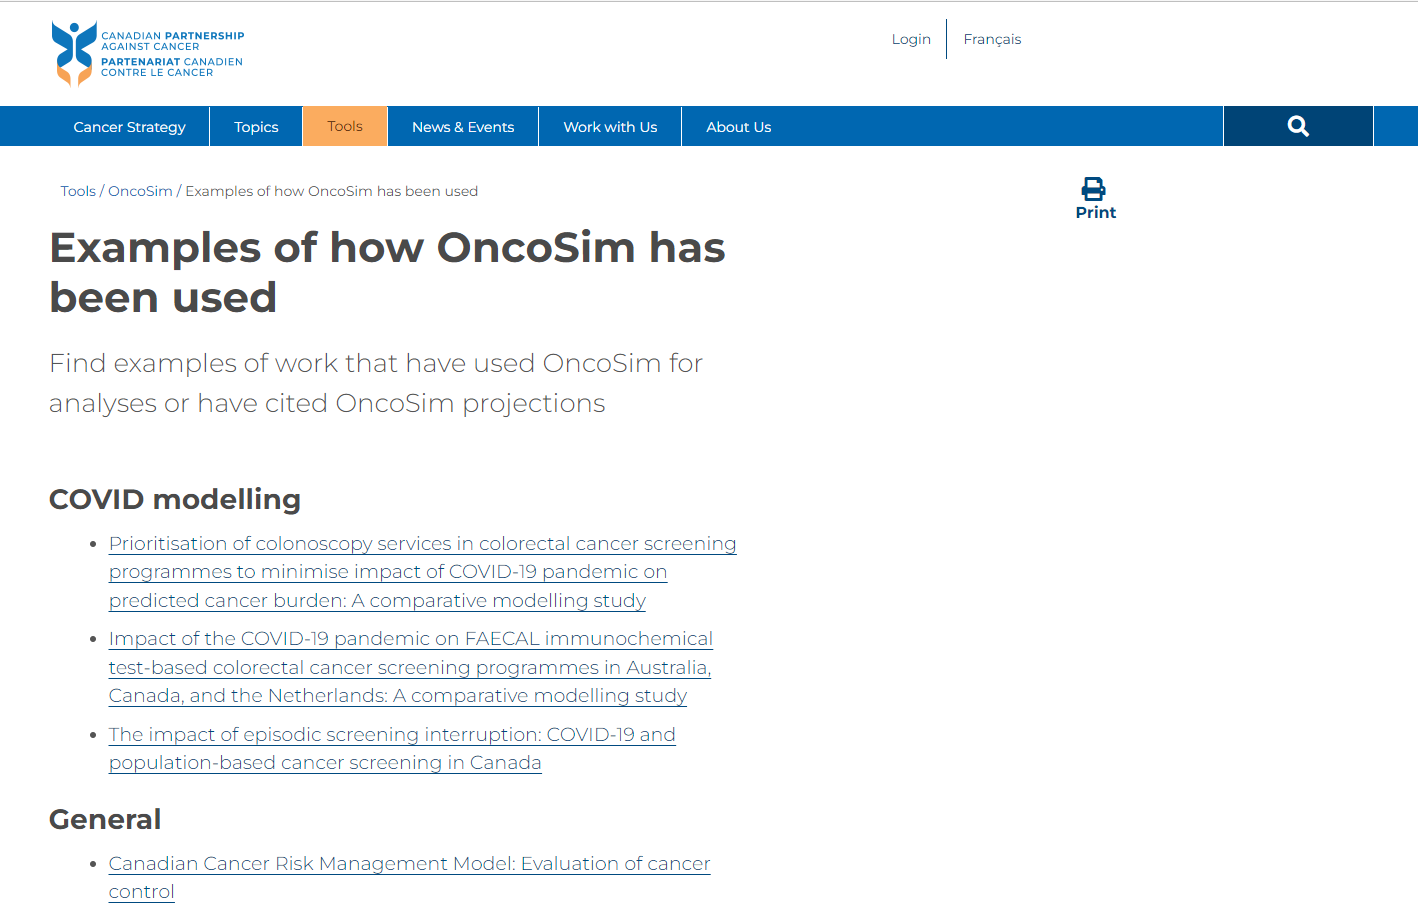 CANADIAN PARTNERSHIP
AGAINST CANCER
PARTENARIAT CANADIEN
CONTRE LE CANCER
Login
Français
Cancer Strategy
Topics
Tools
News & Events
Work with Us
About Us
Tools / OncoSim / Examples of how OncoSim has been used
Print
Examples of how OncoSim has
been used
Find examples of work that have used OncoSim for
analyses or have cited OncoSim projections
COVID modelling
Prioritisation of colonoscopy services in colorectal cancer screening
programmes to minimise impact of COVID-19 pandemic on
predicted cancer burden: A comparative modelling study
Impact of the COVID-19 pandemic on FAECAL immunochemical
test-based colorectal cancer screening programmes in Australia,
Canada, and the Netherlands: A comparative modelling study
The impact of episodic screening interruption: COVID-19 and
population-based cancer screening in Canada
General
Canadian Cancer Risk Management Model: Evaluation of cancer
control